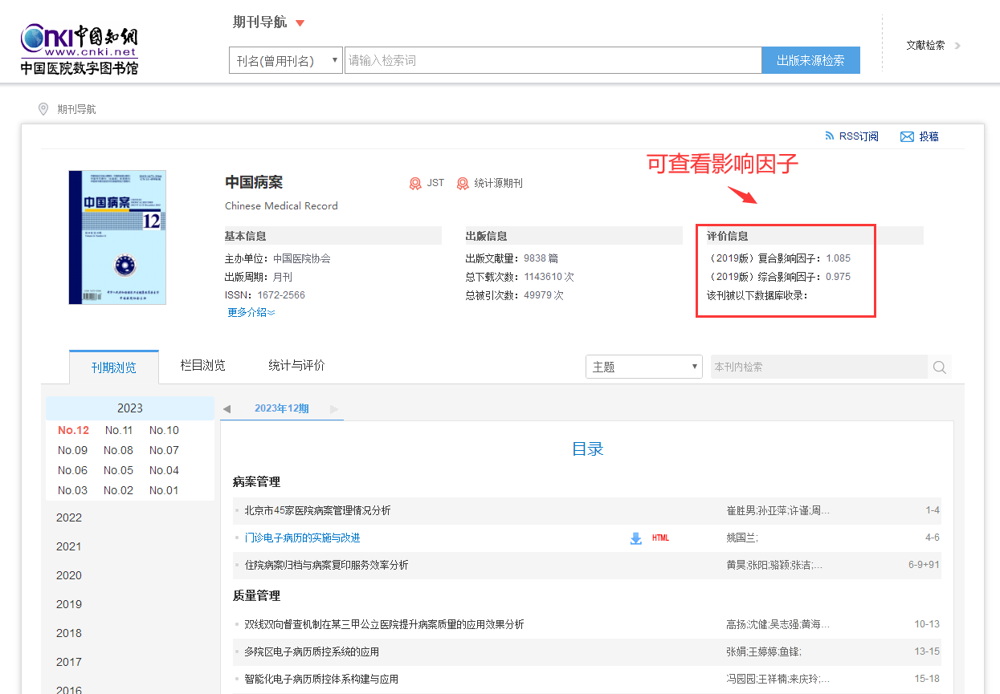 期刊导航
CNKI中国知網
www.cnki.net
中国医院数字图书馆
刊名(曾用刊名) 请输入检索词 出版来源检索
文献检索
期刊导航
RSS订阅 投稿
可查看影响因子
中国病案 JST 统计源期刊
Chinese Medical Record
中国病案
12
基本信息 出版信息 评价信息
主办单位：中国医院协会 出版文献量：9838 篇 （2019版）复合影响因子：1.085
出版周期：月刊 总下载次数：1143610 次 （2019版）综合影响因子：0.975
ISSN：1672-2566 总被引次数：49979 次 该刊被以下数据库收录：
更多介绍
刊期浏览 栏目浏览 统计与评价 主题 本刊内检索
2023 2023年12期
No.12 No.11 No.10
No.09 No.08 No.07
No.06 No.05 No.04
No.03 No.02 No.01
2022
2021
2020
2019
2018
2017
2016
目录
病案管理
北京市45家医院病案管理情况分析 崔胜男;孙亚萍;许谨;周... 1-4
门诊电子病历的实施与改进 HTML 姚国兰; 4-6
住院病案归档与病案复印服务效率分析 黄昊;张阳;骆颖;张洁;... 6-9+91
质量管理
双线双向督查机制在某三甲公立医院提升病案质量的应用效果分析 高扬;沈健;吴志强;黄海... 10-13
多院区电子病历质控系统的应用 张娟;王婷婷;鱼锋; 13-15
智能化电子病历质控体系构建与应用 冯园园;王祥楠;来庆玲;... 15-18